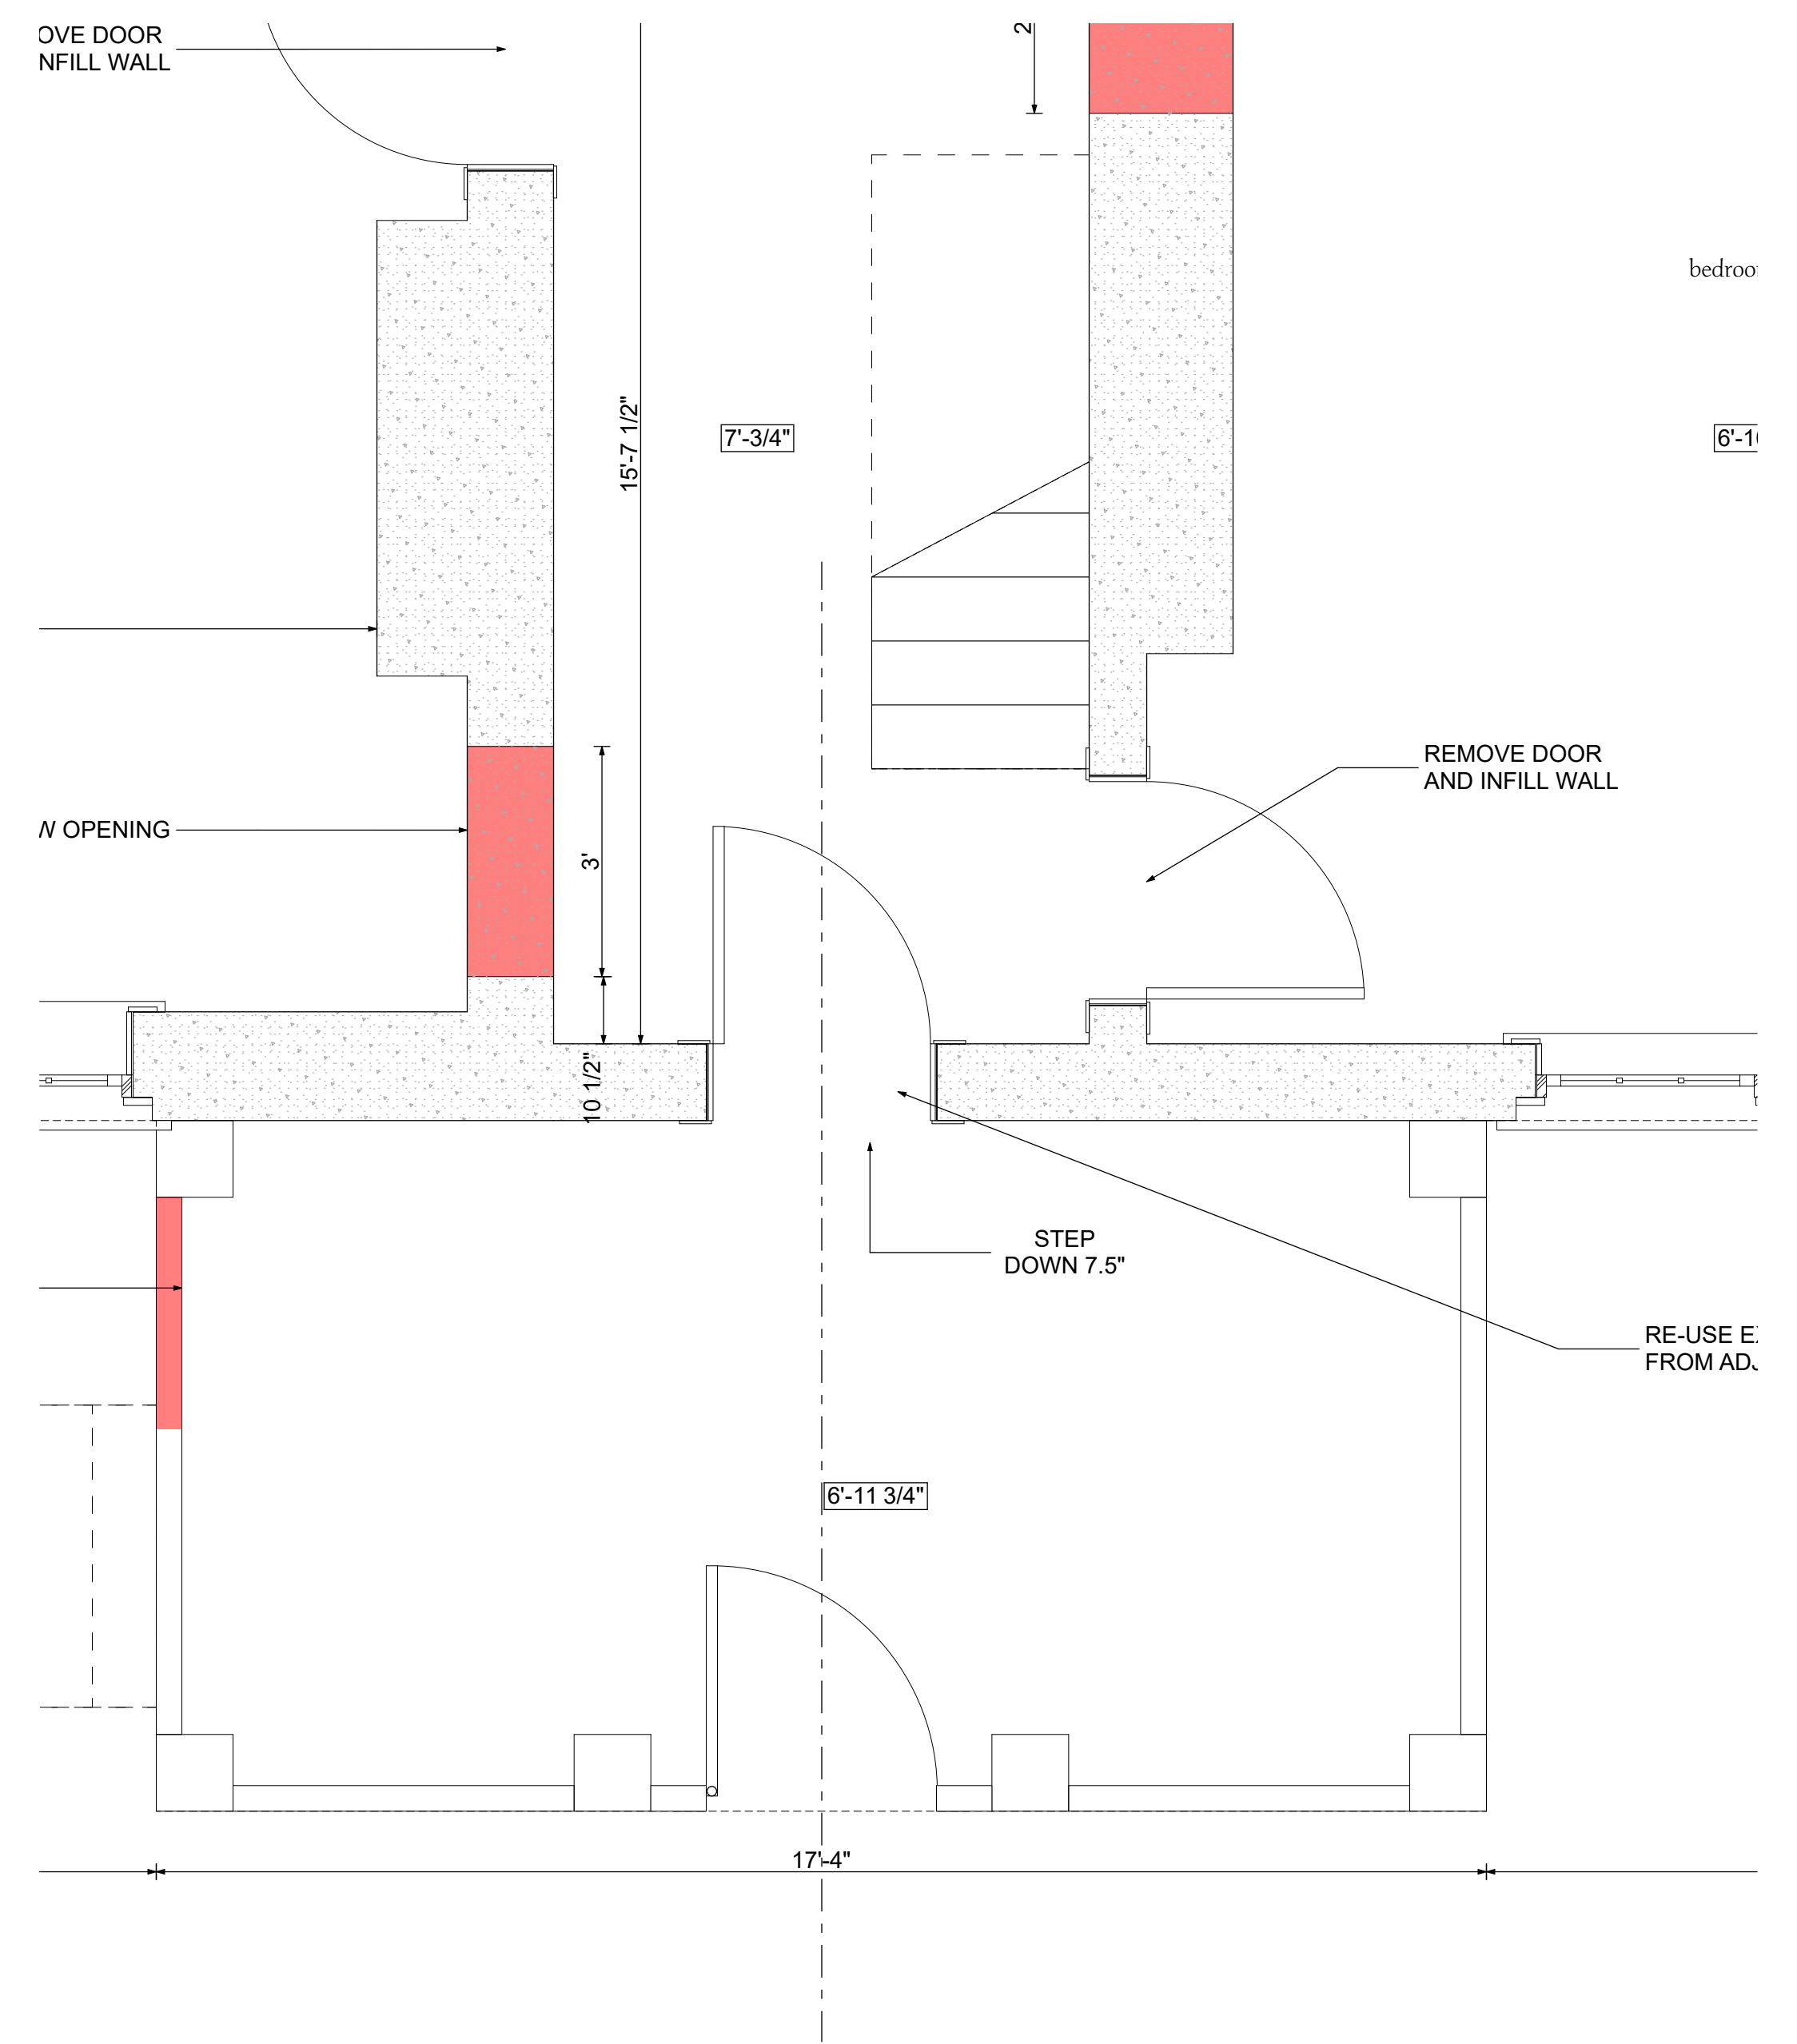 OVE DOOR
NFILL WALL
2
bedroo
15'-7 1/2"
7'-3/4"
6'-1
REMOVE DOOR
AND INFILL WALL
W OPENING
3'
10 1/2"
STEP
DOWN 7.5"
RE-USE E
FROM AD
6'-11 3/4"
17'-4"